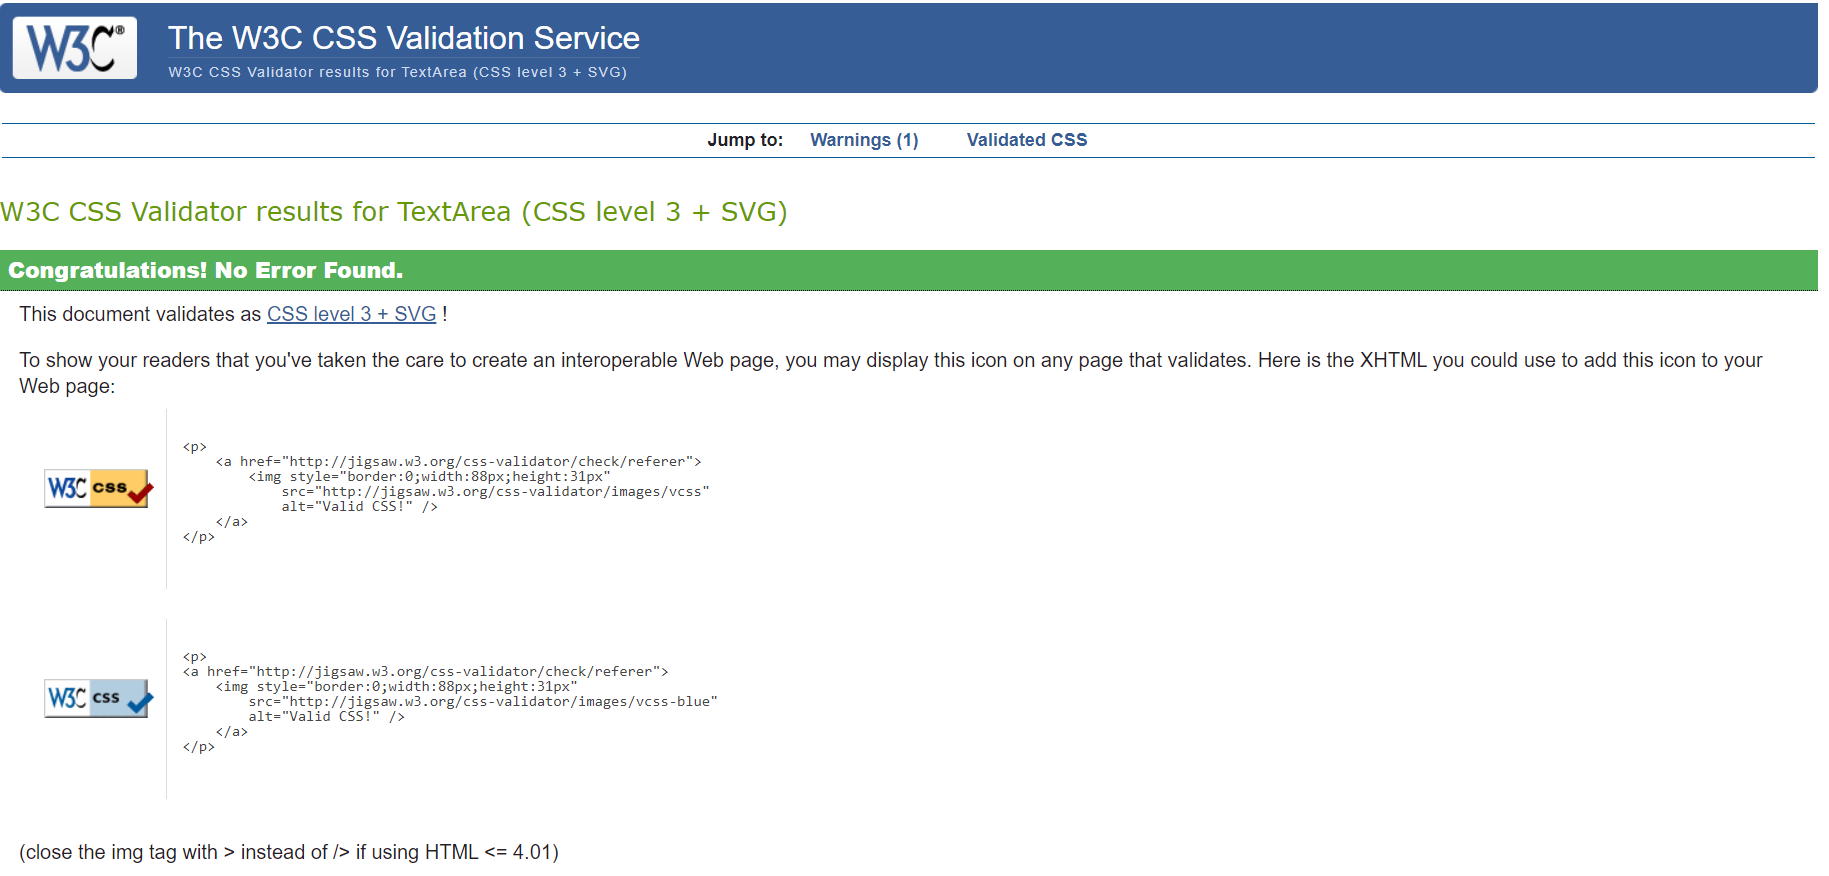 W3C®
The W3C CSS Validation Service
W3C CSS Validator results for TextArea (CSS level 3 + SVG)
Jump to: Warnings (1) Validated CSS
W3C CSS Validator results for TextArea (CSS level 3 + SVG)
Congratulations! No Error Found.
This document validates as CSS level 3 + SVG !
To show your readers that you've taken the care to create an interoperable Web page, you may display this icon on any page that validates. Here is the XHTML you could use to add this icon to your
Web page:
W3C css
<p>
    <a href="http://jigsaw.w3.org/css-validator/check/referer">
        <img style="border:0;width:88px;height:31px"
            src="http://jigsaw.w3.org/css-validator/images/vcss"
            alt="Valid CSS!" />
    </a>
</p>
W3C css
<p>
<a href="http://jigsaw.w3.org/css-validator/check/referer">
    <img style="border:0;width:88px;height:31px"
        src="http://jigsaw.w3.org/css-validator/images/vcss-blue"
        alt="Valid CSS!" />
    </a>
</p>
(close the img tag with > instead of /> if using HTML <= 4.01)